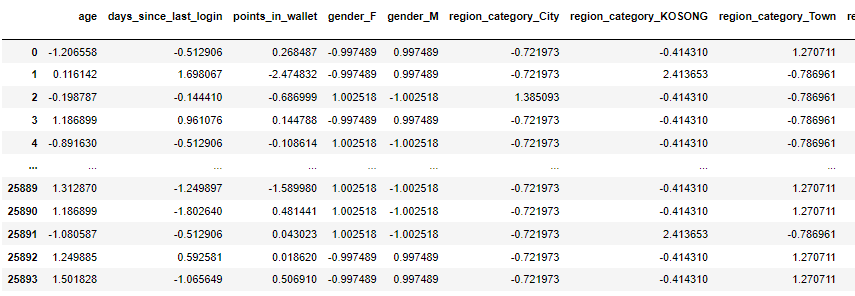 age days_since_last_login points_in_wallet gender_F gender_M region_category_City region_category_KOSONG region_category_Town re
0 -1.206558 -0.512906 0.268487 -0.997489 0.997489 -0.721973 -0.414310 1.270711
1 0.116142 1.698067 -2.474832 -0.997489 0.997489 -0.721973 2.413653 -0.786961
2 -0.198787 -0.144410 -0.686999 1.002518 -1.002518 1.385093 -0.414310 -0.786961
3 1.186899 0.961076 0.144788 -0.997489 0.997489 -0.721973 -0.414310 -0.786961
4 -0.891630 -0.512906 -0.108614 1.002518 -1.002518 -0.721973 -0.414310 -0.786961
... ... ... ... ... ... ... ... ...
25889 1.312870 -1.249897 -1.589980 1.002518 -1.002518 -0.721973 -0.414310 1.270711
25890 1.186899 -1.802640 0.481441 1.002518 -1.002518 -0.721973 -0.414310 1.270711
25891 -1.080587 -0.512906 0.043023 1.002518 -1.002518 -0.721973 2.413653 -0.786961
25892 1.249885 0.592581 0.018620 -0.997489 0.997489 -0.721973 -0.414310 1.270711
25893 1.501828 -1.065649 0.506910 -0.997489 0.997489 -0.721973 -0.414310 1.270711